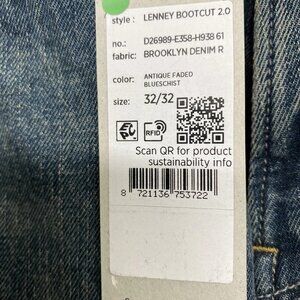 style : LENNEY BOOTCUT 2.0
no.: D26989-E358-H938 61
fabric: BROOKLYN DENIM R
color: ANTIQUE FADED
BLUESCHIST
size: 32/32
RFID
Scan QR for product
sustainability info
8 721136 753722